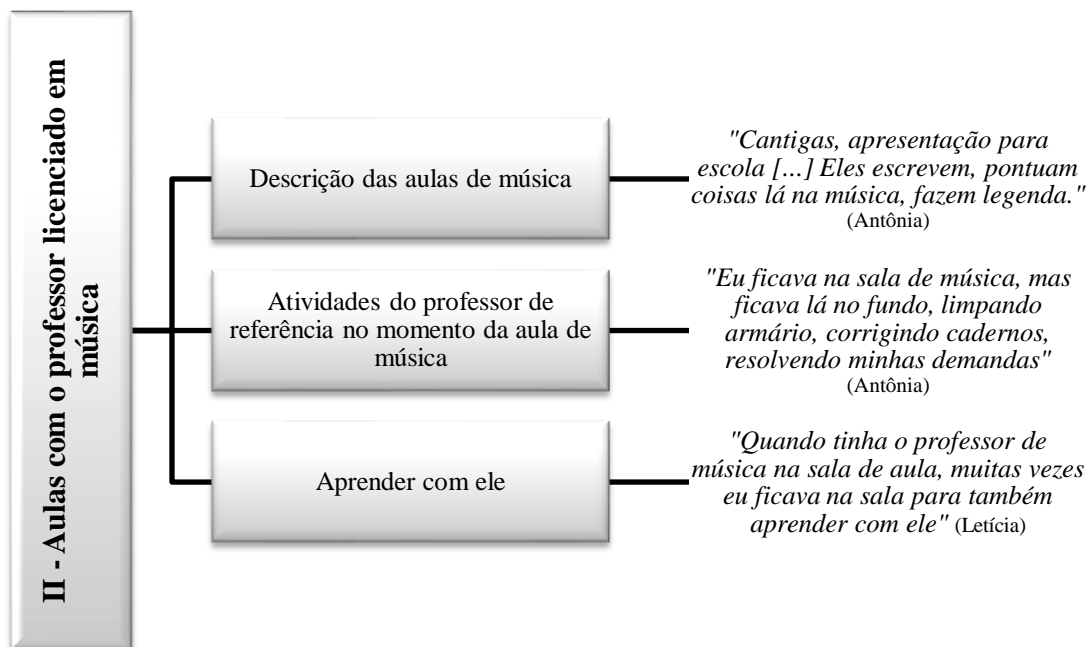 II - Aulas com o professor licenciado em
música
Descrição das aulas de música
"Cantigas, apresentação para
escola [...] Eles escrevem, pontuam
coisas lá na música, fazem legenda."
(Antônia)
Atividades do professor de
referência no momento da aula de
música
"Eu ficava na sala de música, mas
ficava lá no fundo, limpando
armário, corrigindo cadernos,
resolvendo minhas demandas"
(Antônia)
Aprender com ele
"Quando tinha o professor de
música na sala de aula, muitas vezes
eu ficava na sala para também
aprender com ele" (Letícia)